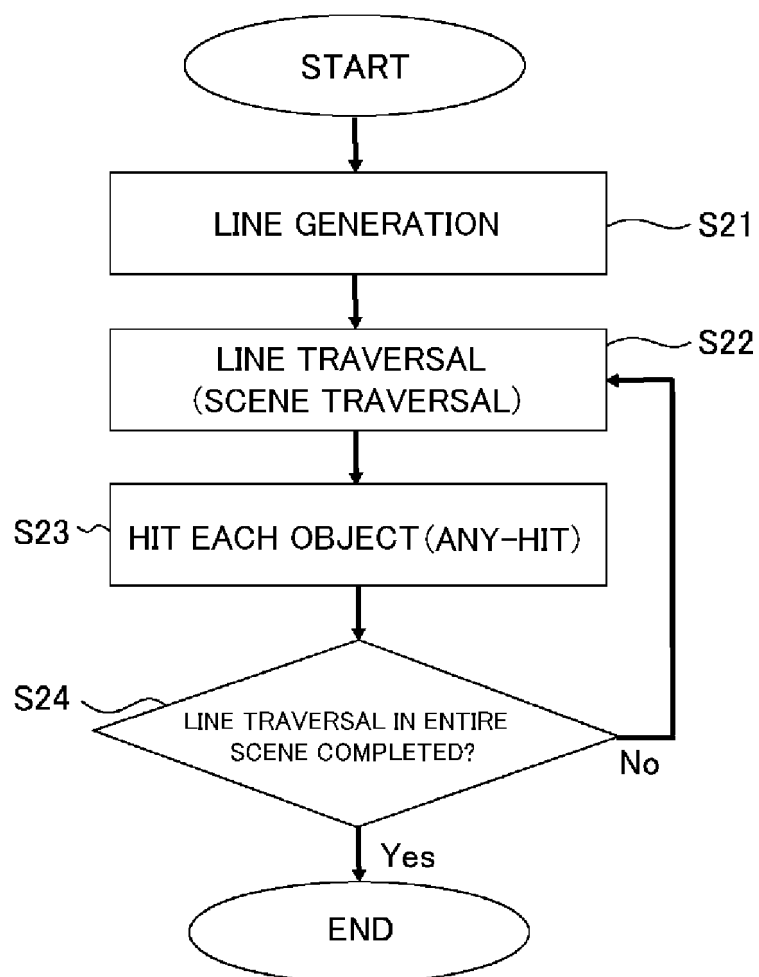 START
LINE GENERATION
S21
LINE TRAVERSAL
(SCENE TRAVERSAL)
S22
S23
HIT EACH OBJECT (ANY-HIT)
S24
LINE TRAVERSAL IN ENTIRE
SCENE COMPLETED?
No
Yes
END